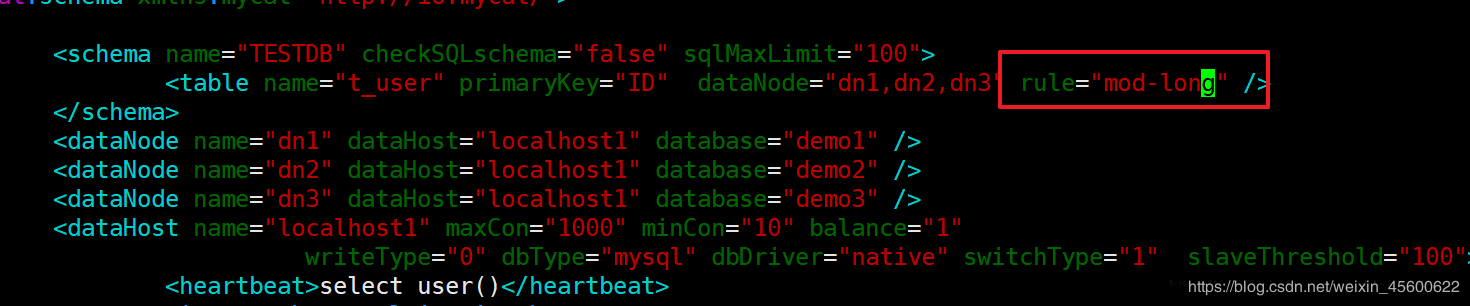 <schema name="TESTDB" checkSQLschema="false" sqlMaxLimit="100">
<table name="t_user" primaryKey="ID" dataNode="dn1,dn2,dn3" rule="mod-long" />
</schema>
<dataNode name="dn1" dataHost="localhost1" database="demo1" />
<dataNode name="dn2" dataHost="localhost1" database="demo2" />
<dataNode name="dn3" dataHost="localhost1" database="demo3" />
<dataHost name="localhost1" maxCon="1000" minCon="10" balance="1"
writeType="0" dbType="mysql" dbDriver="native" switchType="1" slaveThreshold="100">
<heartbeat>select user()</heartbeat>
https://blog.csdn.net/weixin_45600622